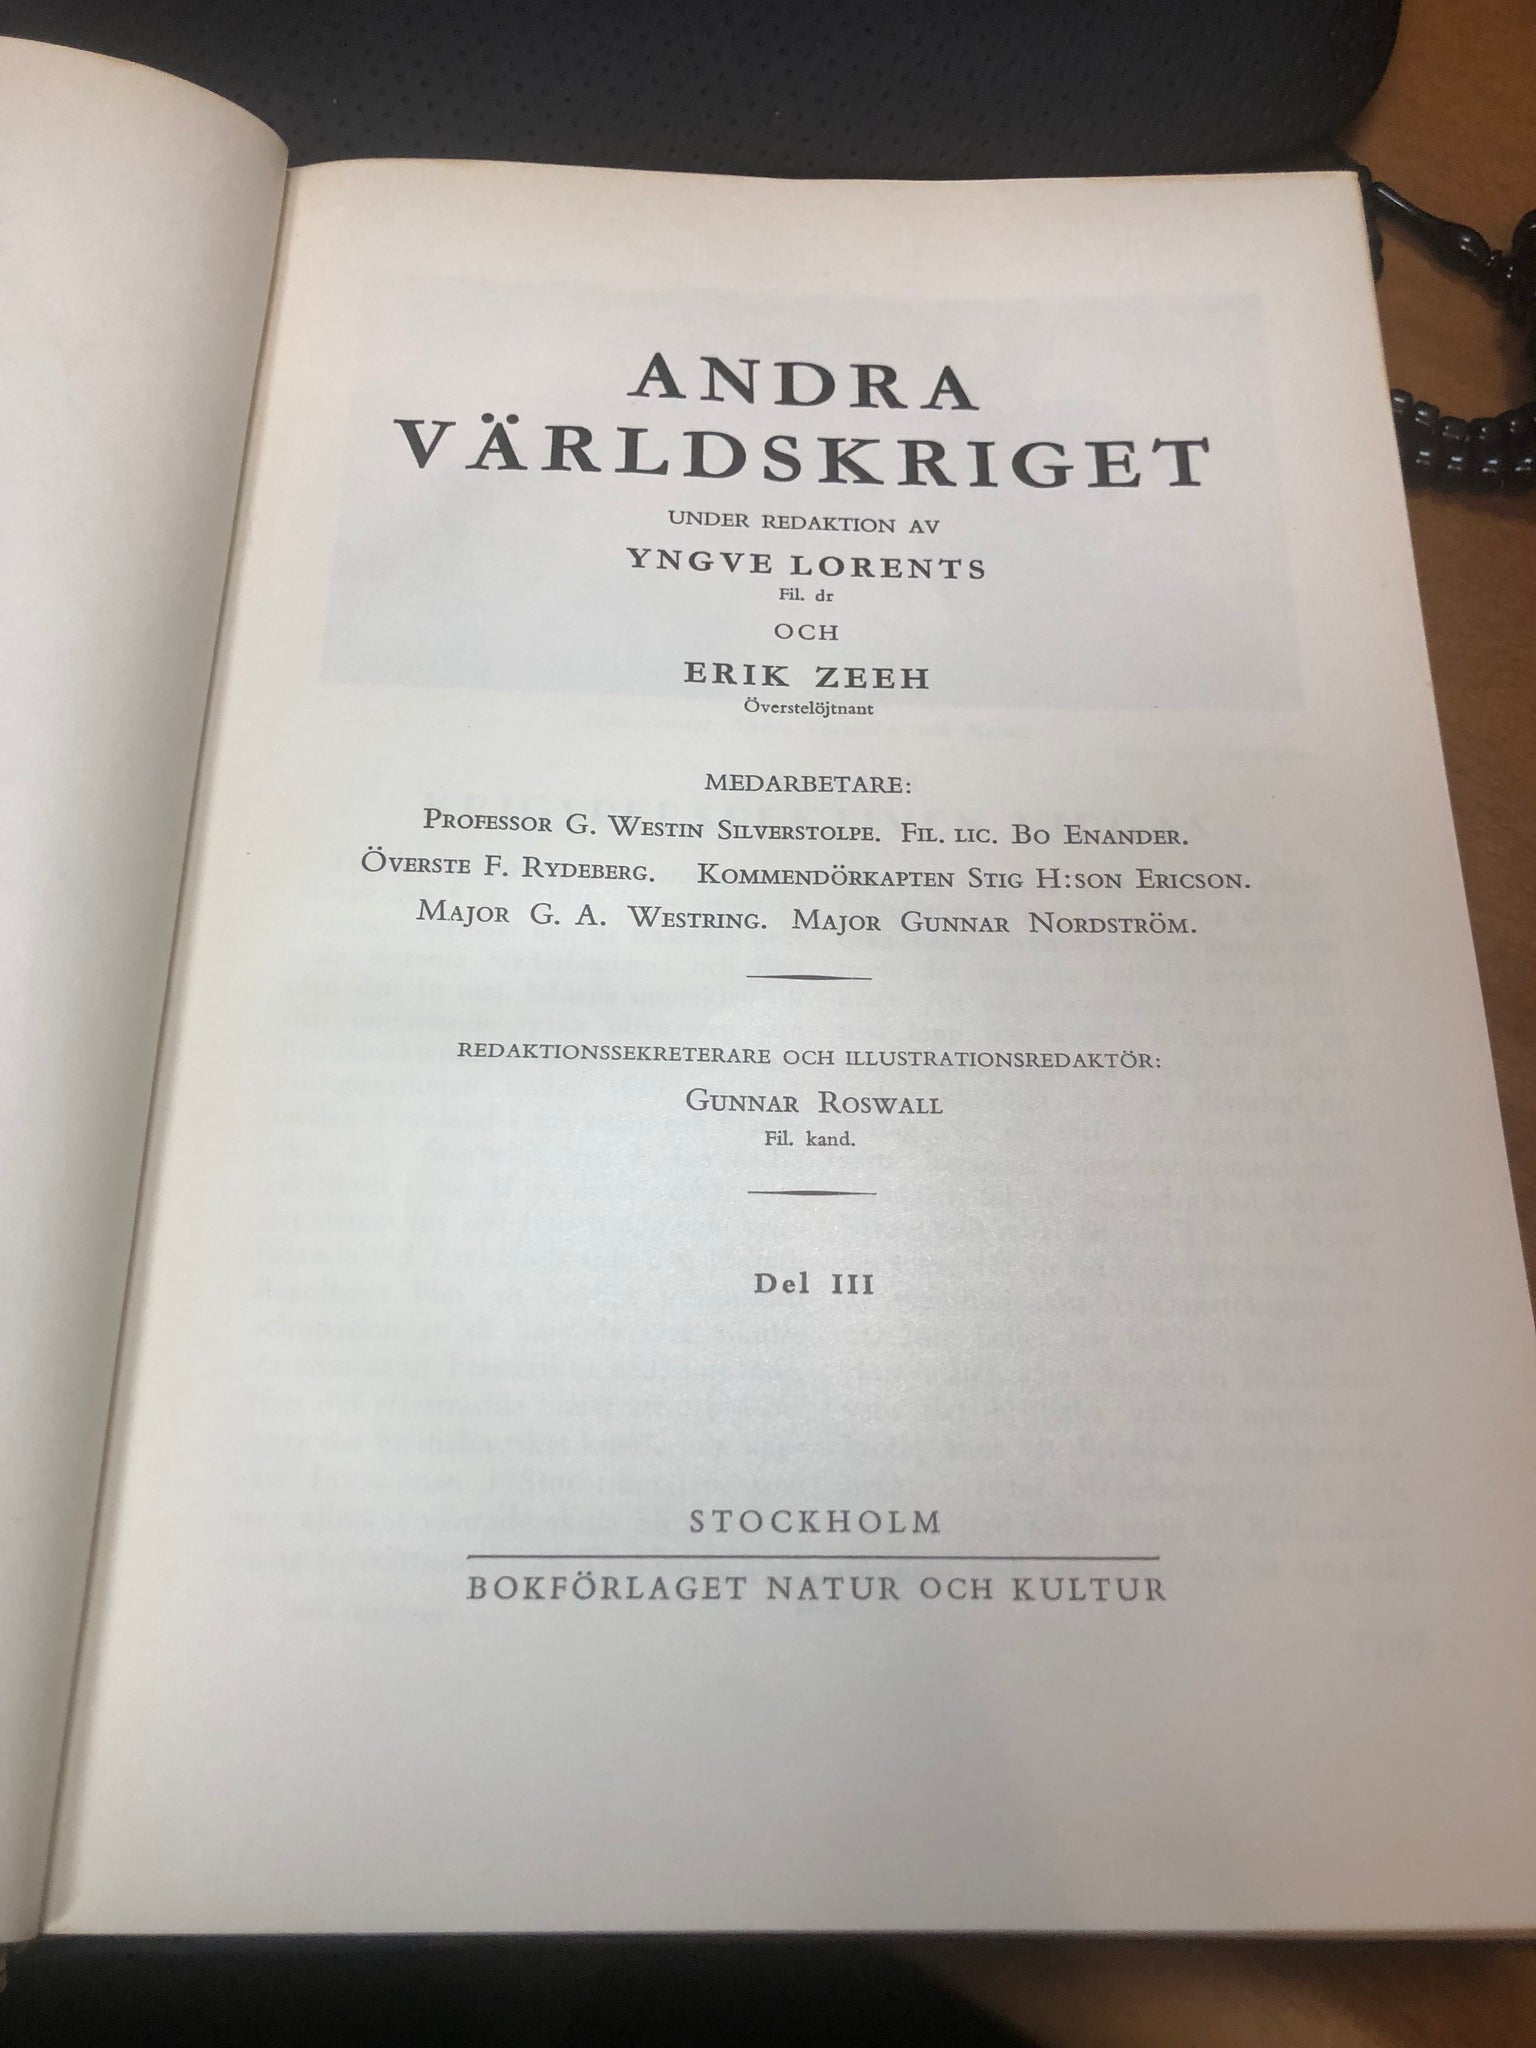 ANDRA
VÄRLDSKRIGET
UNDER REDAKTION AV
YNGVE LORENTS
Fil. dr
OCH
ERIK ZEEH
Överstelöjtnant
MEDARBETARE:
PROFESSOR G. WESTIN SILVERSTOLPE. FIL. LIC. BO ENANDER.
ÖVERSTE F. RYDEBERG. KOMMENDÖRKAPTEN STIG H:SON ERICSON.
MAJOR G. A. WESTRING. MAJOR GUNNAR NORDSTRÖM.
REDAKTIONSSEKRETERARE OCH ILLUSTRATIONSREDAKTÖR:
GUNNAR ROSWALL
Fil. kand.
Del III
STOCKHOLM
BOKFÖRLAGET NATUR OCH KULTUR